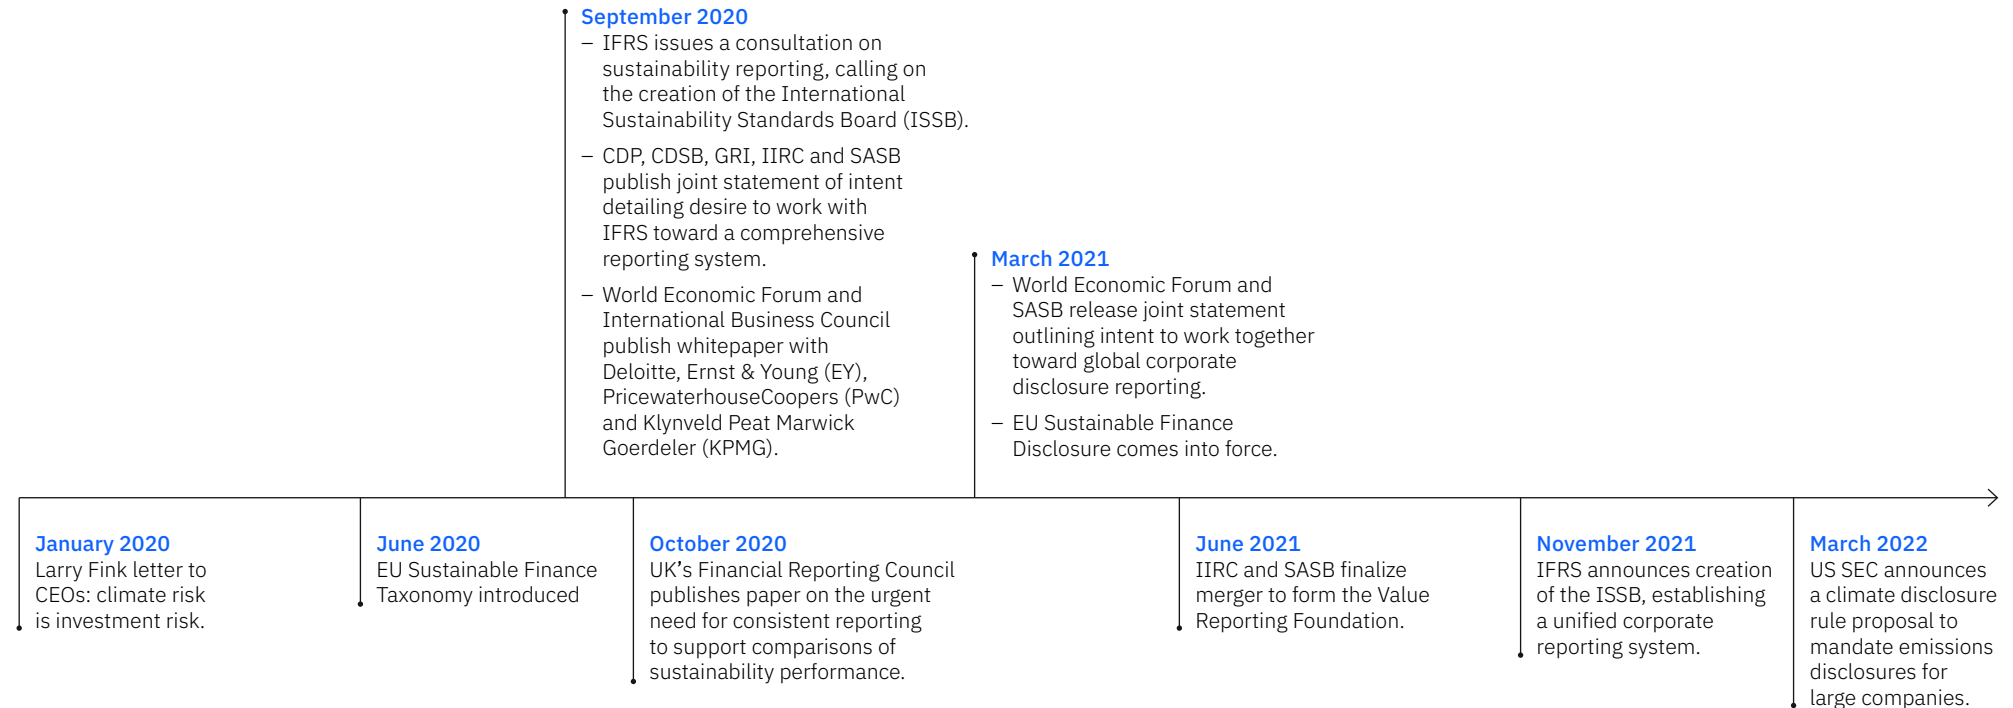 September 2020
– IFRS issues a consultation on
sustainability reporting, calling on
the creation of the International
Sustainability Standards Board (ISSB).
– CDP, CDSB, GRI, IIRC and SASB
publish joint statement of intent
detailing desire to work with
IFRS toward a comprehensive
reporting system.
– World Economic Forum and
International Business Council
publish whitepaper with
Deloitte, Ernst & Young (EY),
PricewaterhouseCoopers (PwC)
and Klynveld Peat Marwick
Goerdeler (KPMG).
March 2021
– World Economic Forum and
SASB release joint statement
outlining intent to work together
toward global corporate
disclosure reporting.
– EU Sustainable Finance
Disclosure comes into force.
January 2020
Larry Fink letter to
CEOs: climate risk
is investment risk.
June 2020
EU Sustainable Finance
Taxonomy introduced
October 2020
UK's Financial Reporting Council
publishes paper on the urgent
need for consistent reporting
to support comparisons of
sustainability performance.
June 2021
IIRC and SASB finalize
merger to form the Value
Reporting Foundation.
November 2021
IFRS announces creation
of the ISSB, establishing
a unified corporate
reporting system.
March 2022
US SEC announces
a climate disclosure
rule proposal to
mandate emissions
disclosures for
large companies.